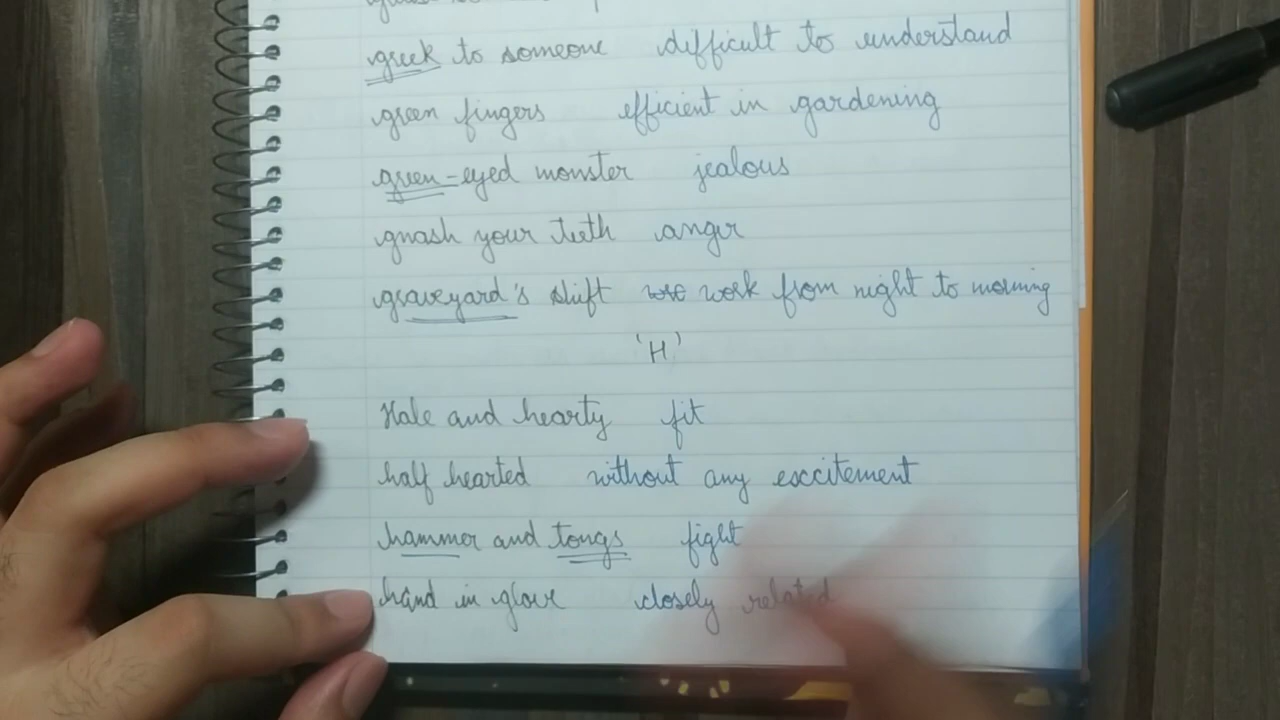 greek to someone difficult to understand
green fingers efficient in gardening
green-eyed monster jealous
gnash your teeth anger
graveyard's shift work from night to morning
'H'
Hale and hearty fit
half hearted without any excitement
hammer and tongs fight
hand in glove closely related